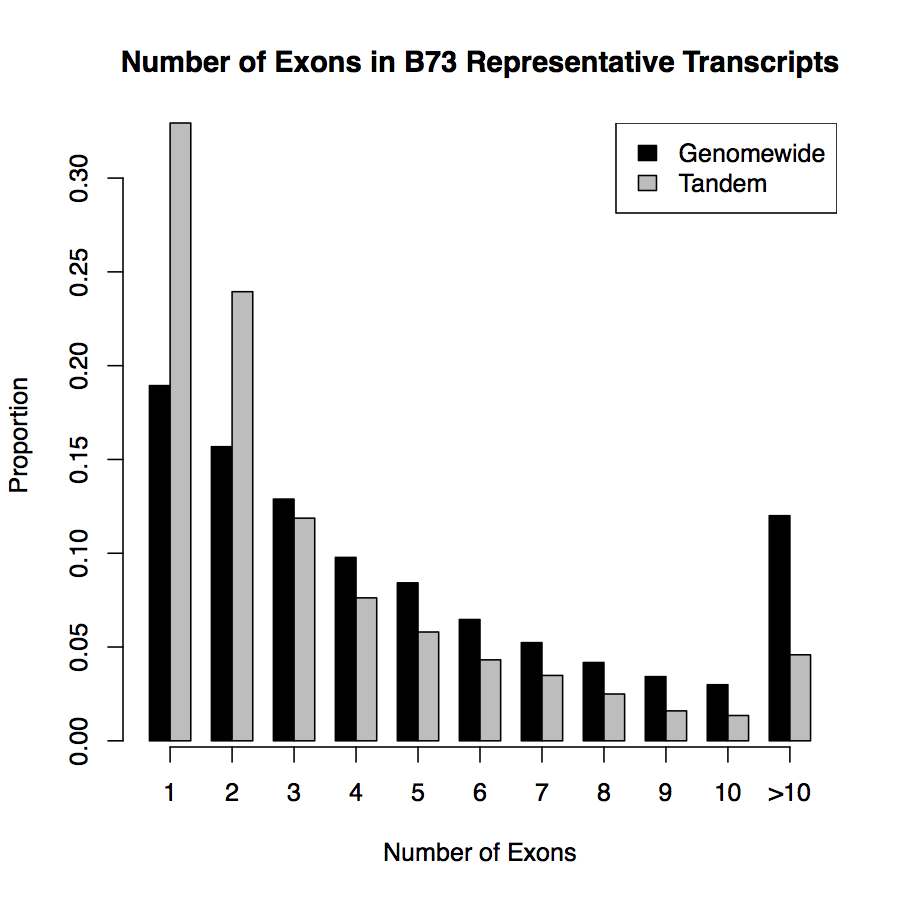 Number of Exons in B73 Representative Transcripts
Genomewide
Tandem
Proportion
0.30
0.25
0.20
0.15
0.10
0.05
0.00
1 2 3 4 5 6 7 8 9 10 >10
Number of Exons